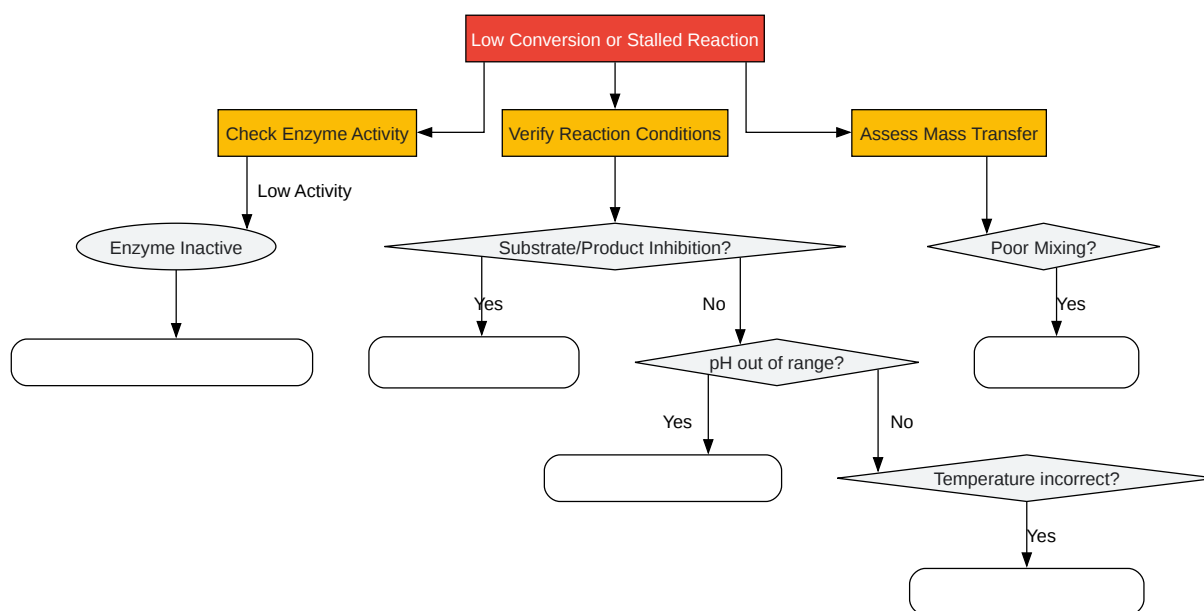 Low Conversion or Stalled Reaction
Check Enzyme Activity
Verify Reaction Conditions
Assess Mass Transfer
Low Activity
Enzyme Inactive
Substrate/Product Inhibition?
Poor Mixing?
Yes
No
Yes
pH out of range?
Yes
No
Temperature incorrect?
Yes